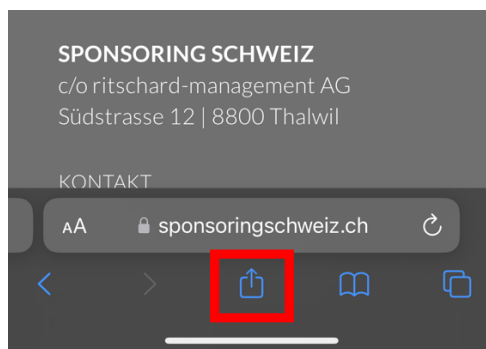 SPONSORING SCHWEIZ
c/o ritschard-management AG
Südstrasse 12 | 8800 Thalwil
KONTAKT
AA sponsoringschweiz.ch